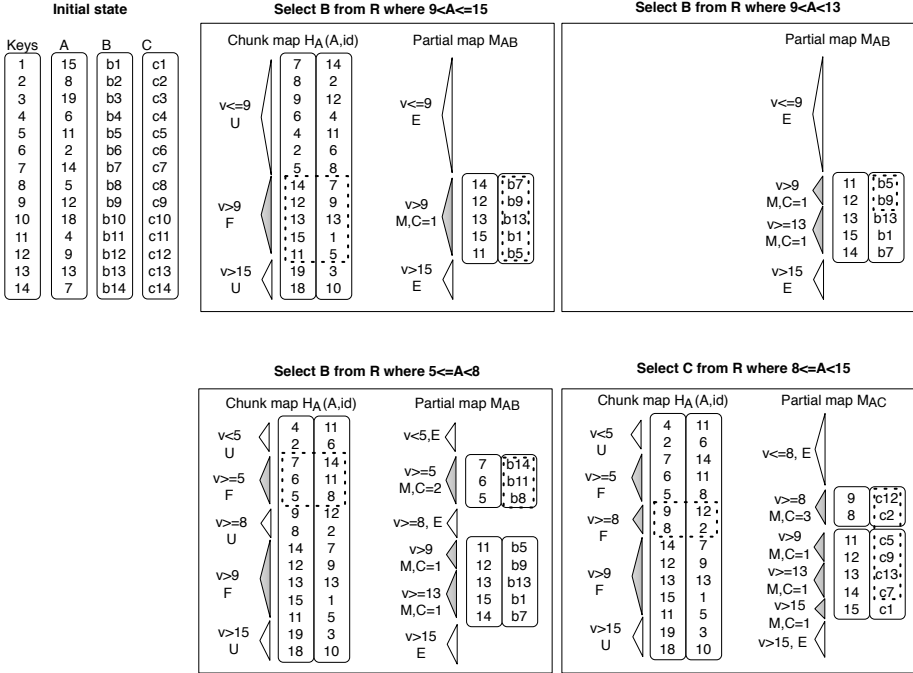 Initial state
Keys A B C
1 15 b1 c1
2 8 b2 c2
3 19 b3 c3
4 6 b4 c4
5 11 b5 c5
6 2 b6 c6
7 14 b7 c7
8 5 b8 c8
9 12 b9 c9
10 18 b10 c10
11 4 b11 c11
12 9 b12 c12
13 13 b13 c13
14 7 b14 c14
Select B from R where 9<A<=15
Chunk map HA(A,id)
v<=9
U
v>9
F
v>15
U
7 14
8 2
9 12
6 4
4 11
2 6
5 8
14 7
12 9
13 13
15 1
11 5
19 3
18 10
Partial map MAB
v<=9
E
v>9
M,C=1
v>15
E
14 b7
12 b9
13 b13
15 b1
11 b5
Select B from R where 9<A<13
Partial map MAB
v<=9
E
v>9
M,C=1
v>=13
M,C=1
v>15
E
11 b5
12 b9
13 b13
15 b1
14 b7
Select B from R where 5<=A<8
Chunk map HA(A,id)
v<5
U
v>=5
F
v>=8
U
v>9
F
v>15
U
4 11
2 6
7 14
6 11
5 8
9 12
8 2
14 7
12 9
13 13
15 1
11 5
19 3
18 10
Partial map MAB
v<5,E
v>=5
M,C=2
v>=8, E
v>9
M,C=1
v>=13
M,C=1
v>15
E
7 b14
6 b11
5 b8
11 b5
12 b9
13 b13
15 b1
14 b7
Select C from R where 8<=A<15
Chunk map HA(A,id)
v<5
U
v>=5
F
v>=8
F
v>9
F
v>15
U
4 11
2 6
7 14
6 11
5 8
9 12
8 2
14 7
12 9
13 13
15 1
11 5
19 3
18 10
Partial map MAC
v<=8, E
v>=8
M,C=3
v>9
M,C=1
v>=13
M,C=1
v>15
M,C=1
v>15, E
9 c12
8 c2
11 c5
12 c9
13 c13
14 c7
15 c1